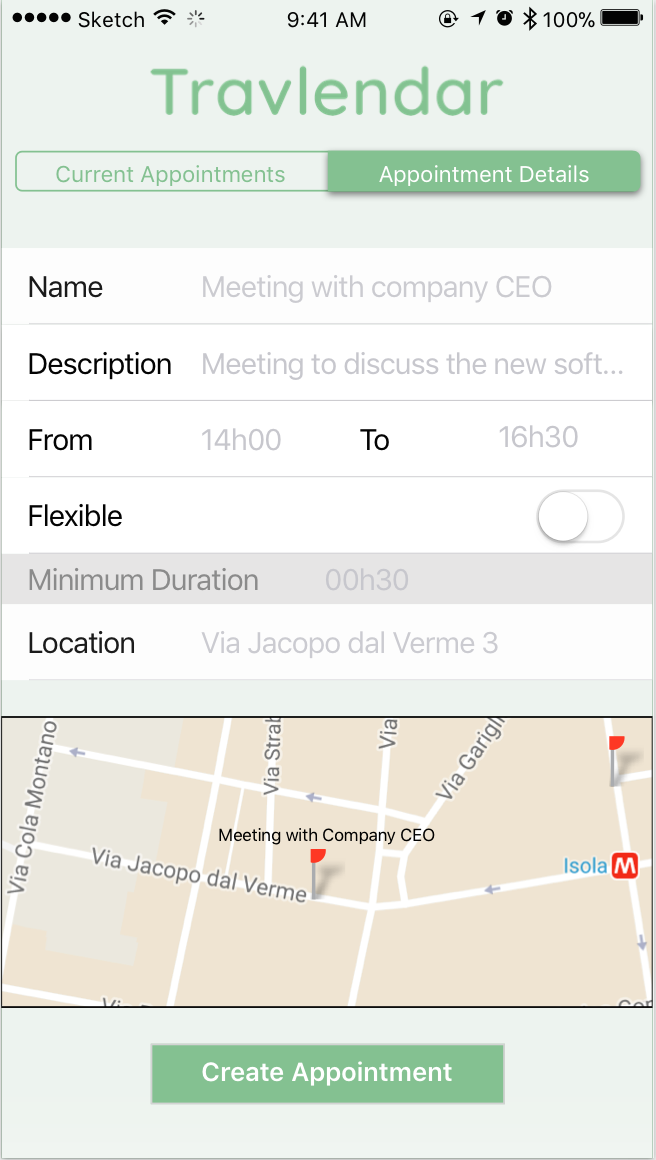 Sketch 9:41 AM 100%
Travlendar
Current Appointments Appointment Details
Name Meeting with company CEO
Description Meeting to discuss the new soft...
From 14h00 To 16h30
Flexible
Minimum Duration 00h30
Location Via Jacopo dal Verme 3
Via Cola Montano
Via Strab
Via
Via Garigli
Meeting with Company CEO
Via Jacopo dal Verme
Isola M
Create Appointment